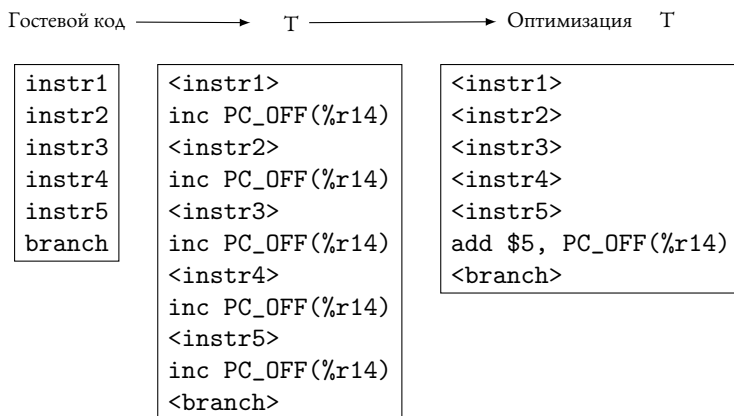 Гостевой код T Оптимизация T
instr1
instr2
instr3
instr4
instr5
branch
<instr1>
inc PC_OFF(%r14)
<instr2>
inc PC_OFF(%r14)
<instr3>
inc PC_OFF(%r14)
<instr4>
inc PC_OFF(%r14)
<instr5>
inc PC_OFF(%r14)
<branch>
<instr1>
<instr2>
<instr3>
<instr4>
<instr5>
add $5, PC_OFF(%r14)
<branch>